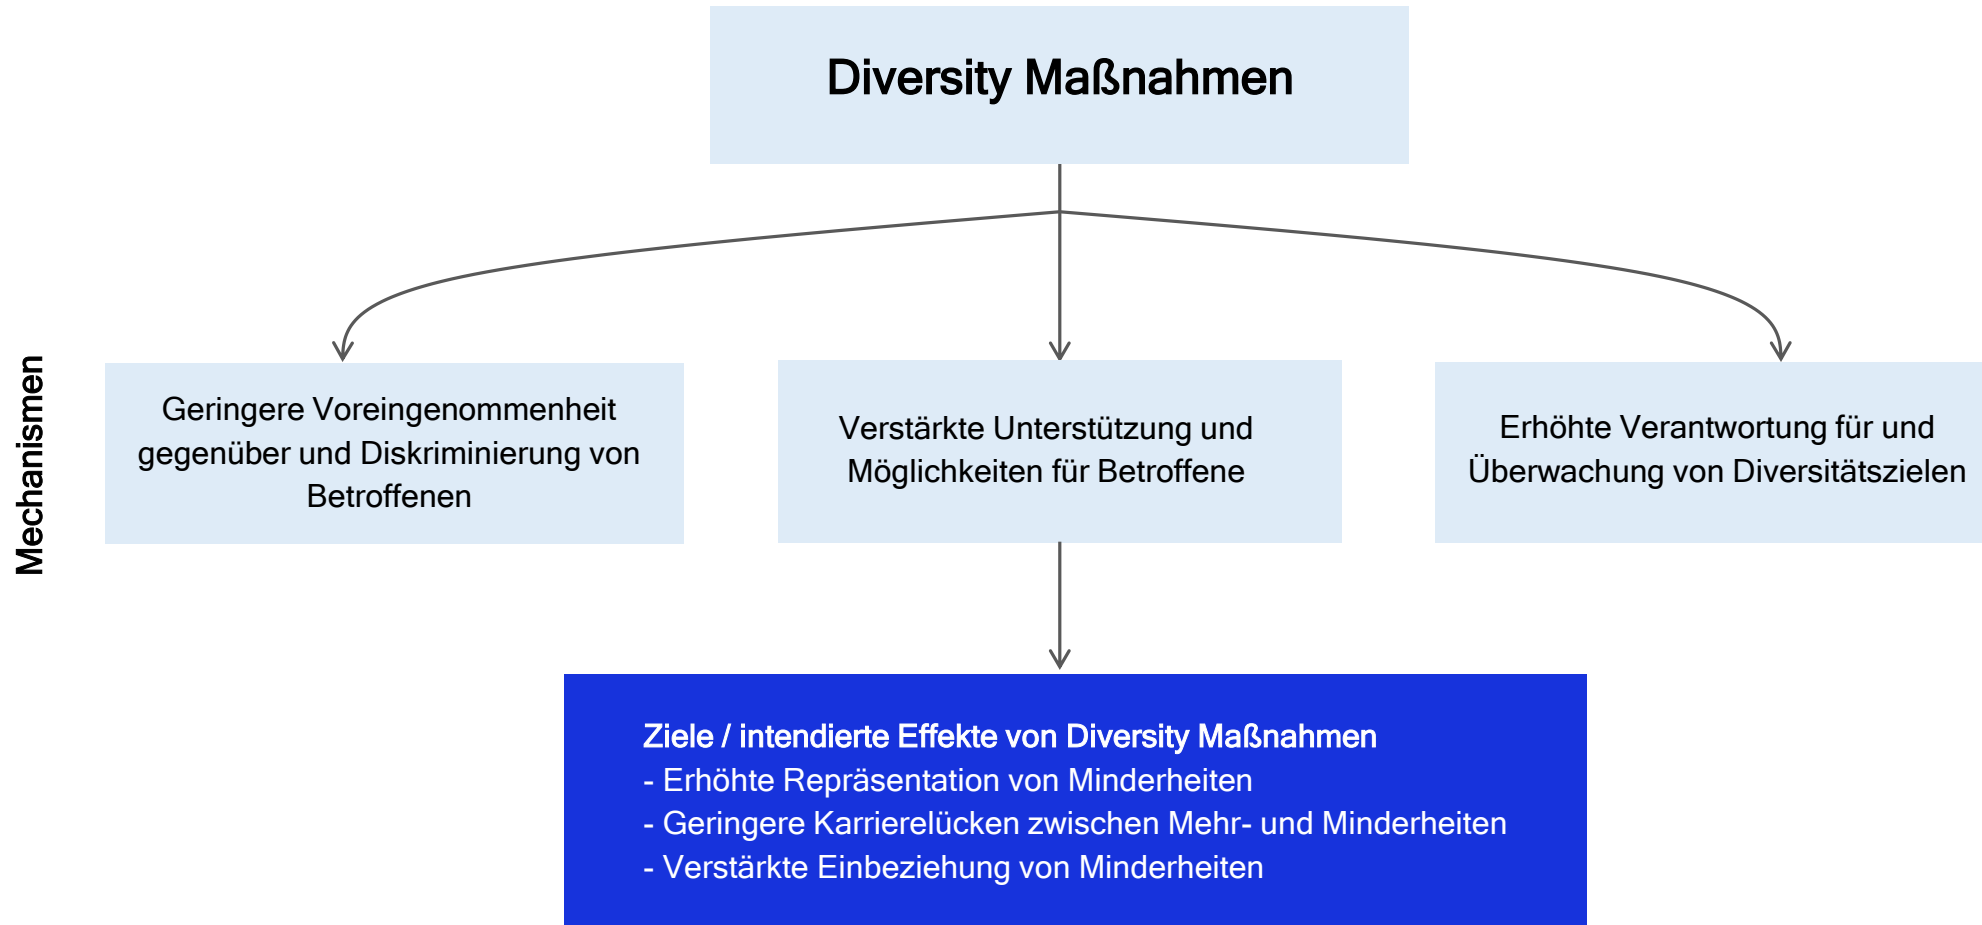 Diversity Maßnahmen
Mechanismen
Geringere Voreingenommenheit
gegenüber und Diskriminierung von
Betroffenen
Verstärkte Unterstützung und
Möglichkeiten für Betroffene
Erhöhte Verantwortung für und
Überwachung von Diversitätszielen
Ziele / intendierte Effekte von Diversity Maßnahmen
- Erhöhte Repräsentation von Minderheiten
- Geringere Karrierelücken zwischen Mehr- und Minderheiten
- Verstärkte Einbeziehung von Minderheiten